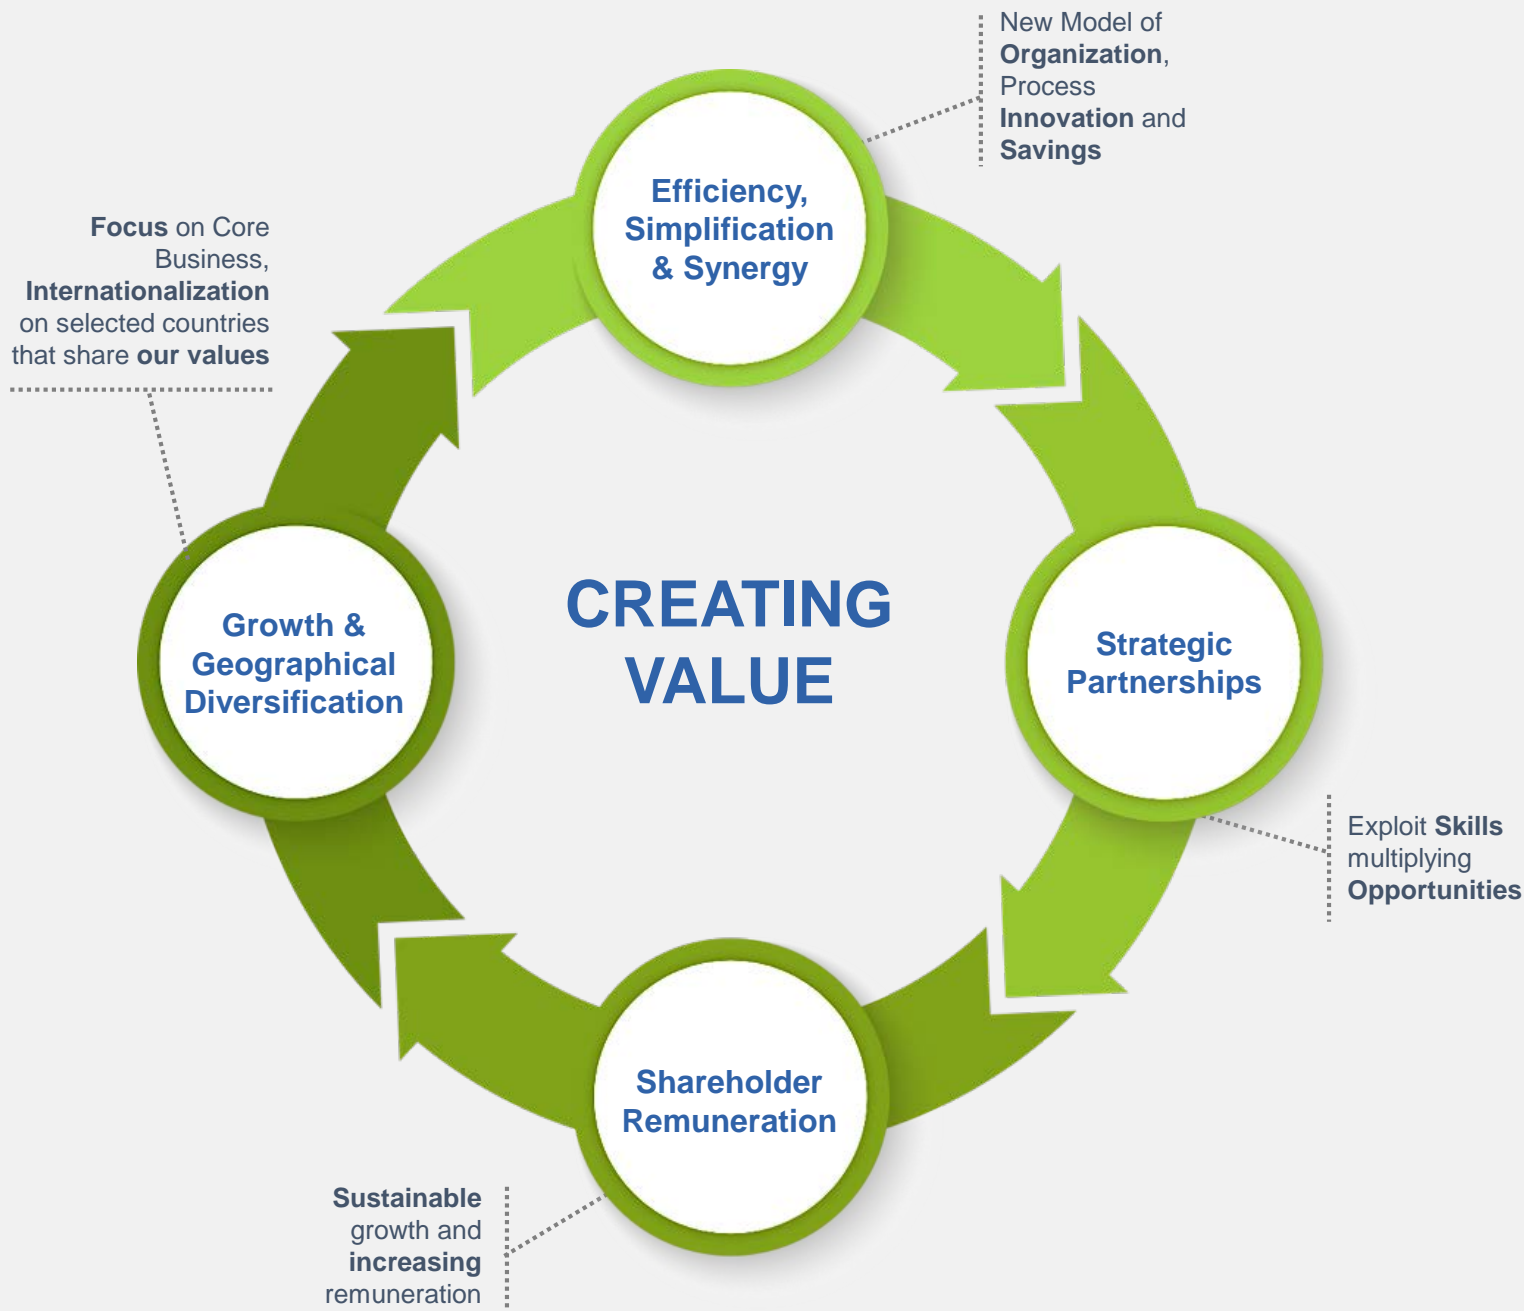 New Model of
Organization,
Process
Innovation and
Savings
Efficiency,
Simplification
& Synergy
Focus on Core
Business,
Internationalization
on selected countries
that share our values
CREATING
VALUE
Growth &
Geographical
Diversification
Strategic
Partnerships
Exploit Skills
multiplying
Opportunities
Shareholder
Remuneration
Sustainable
growth and
increasing
remuneration